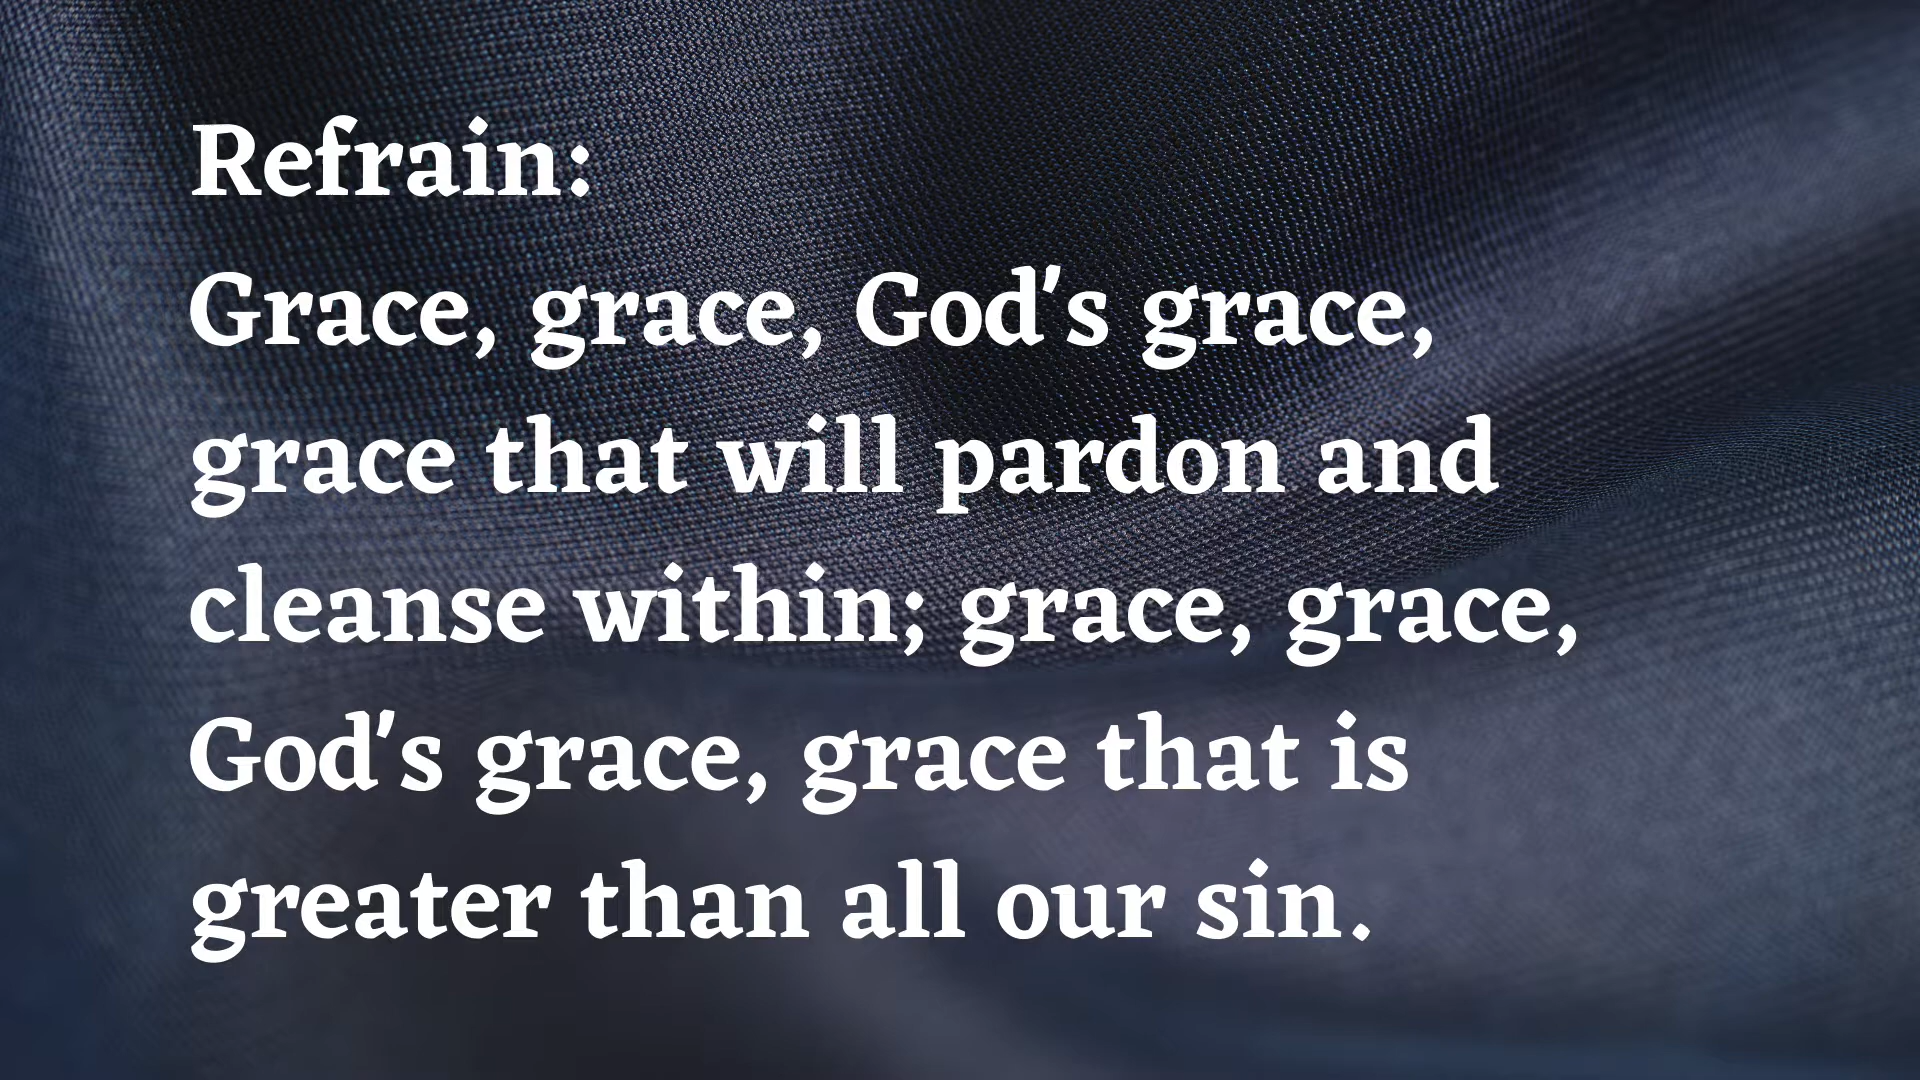 Refrain:
Grace, grace, God's grace,
grace that will pardon and
cleanse within; grace, grace,
God's grace, grace that is
greater than all our sin.